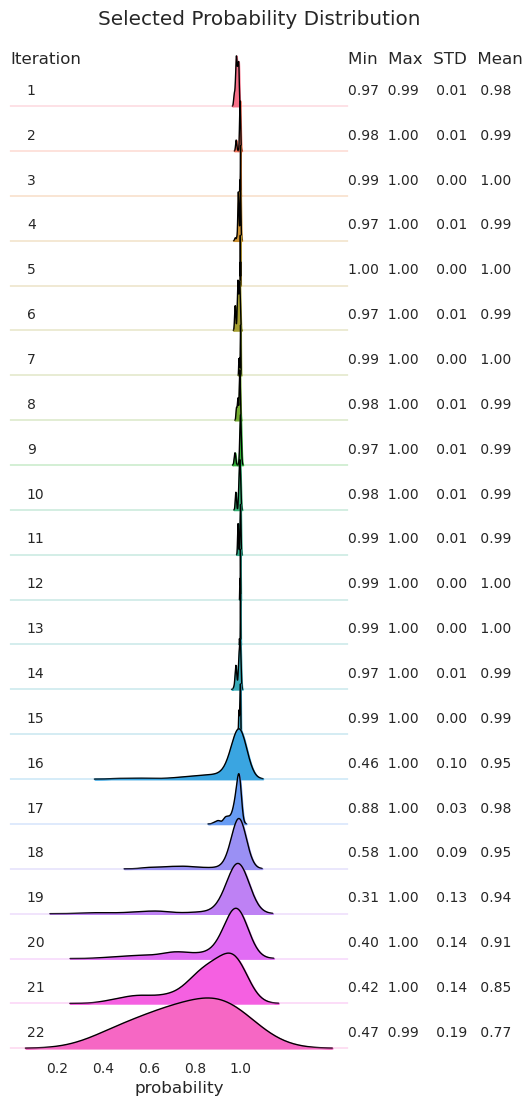 Selected Probability Distribution
Iteration Min Max STD Mean
1 0.97 0.99 0.01 0.98
2 0.98 1.00 0.01 0.99
3 0.99 1.00 0.00 1.00
4 0.97 1.00 0.01 0.99
5 1.00 1.00 0.00 1.00
6 0.97 1.00 0.01 0.99
7 0.99 1.00 0.00 1.00
8 0.98 1.00 0.01 0.99
9 0.97 1.00 0.01 0.99
10 0.98 1.00 0.01 0.99
11 0.99 1.00 0.01 0.99
12 0.99 1.00 0.00 1.00
13 0.99 1.00 0.00 1.00
14 0.97 1.00 0.01 0.99
15 0.99 1.00 0.00 0.99
16 0.46 1.00 0.10 0.95
17 0.88 1.00 0.03 0.98
18 0.58 1.00 0.09 0.95
19 0.31 1.00 0.13 0.94
20 0.40 1.00 0.14 0.91
21 0.42 1.00 0.14 0.85
22 0.47 0.99 0.19 0.77
0.2 0.4 0.6 0.8 1.0
probability